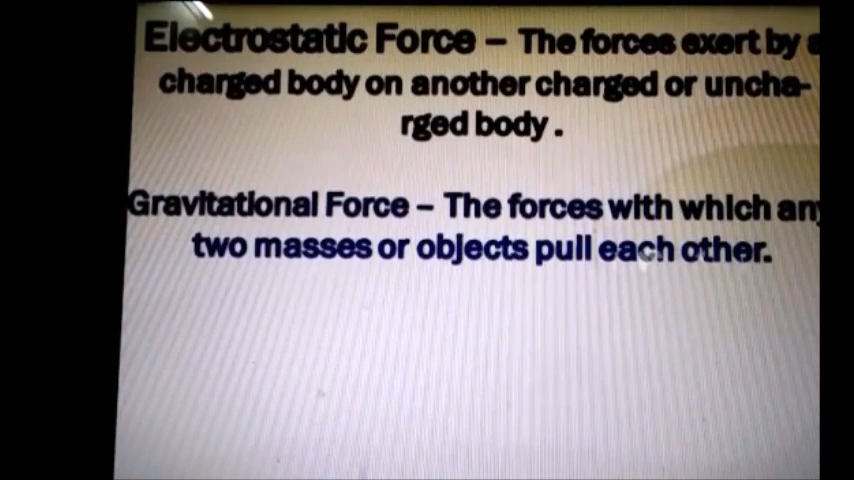 Electrostatic Force – The forces exert by a
charged body on another charged or uncha-
rged body .
Gravitational Force – The forces with which any
two masses or objects pull each other.